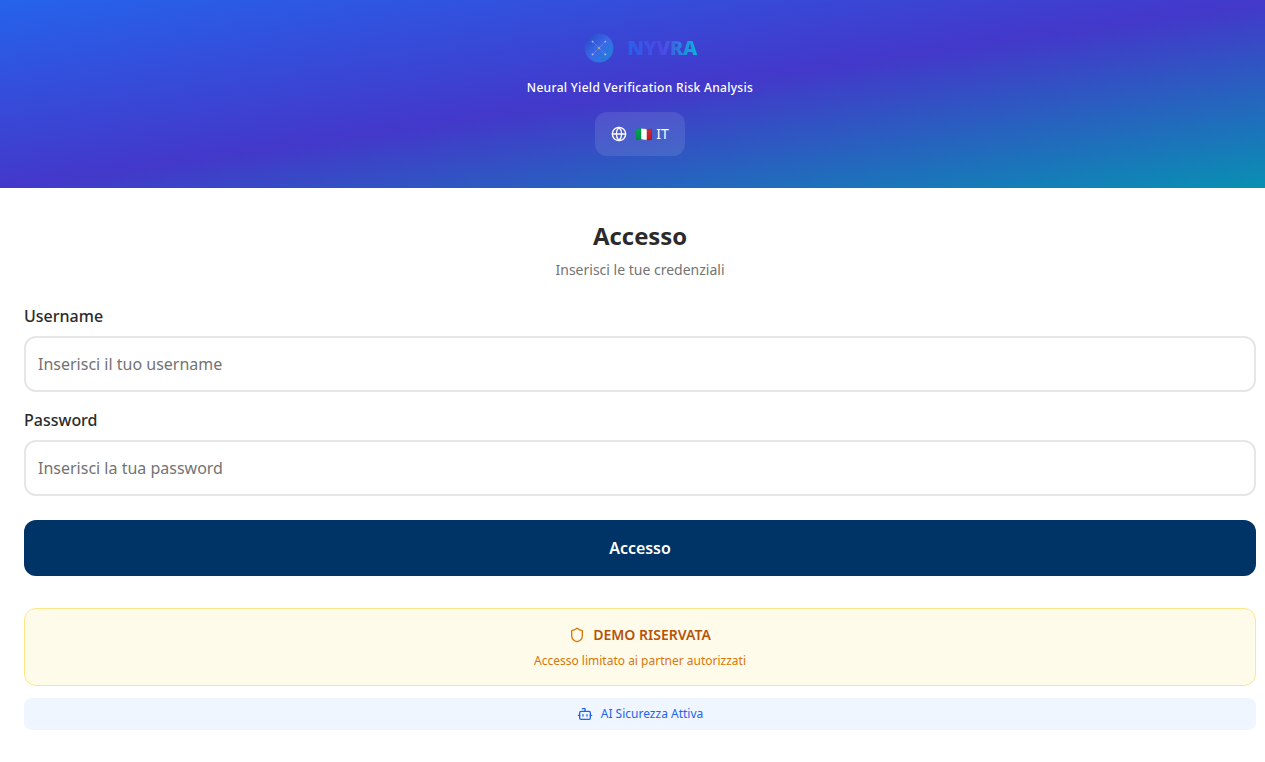 NYVRA
Neural Yield Verification Risk Analysis
IT
Accesso
Inserisci le tue credenziali
Username
Inserisci il tuo username
Password
Inserisci la tua password
Accesso
DEMO RISERVATA
Accesso limitato ai partner autorizzati
AI Sicurezza Attiva